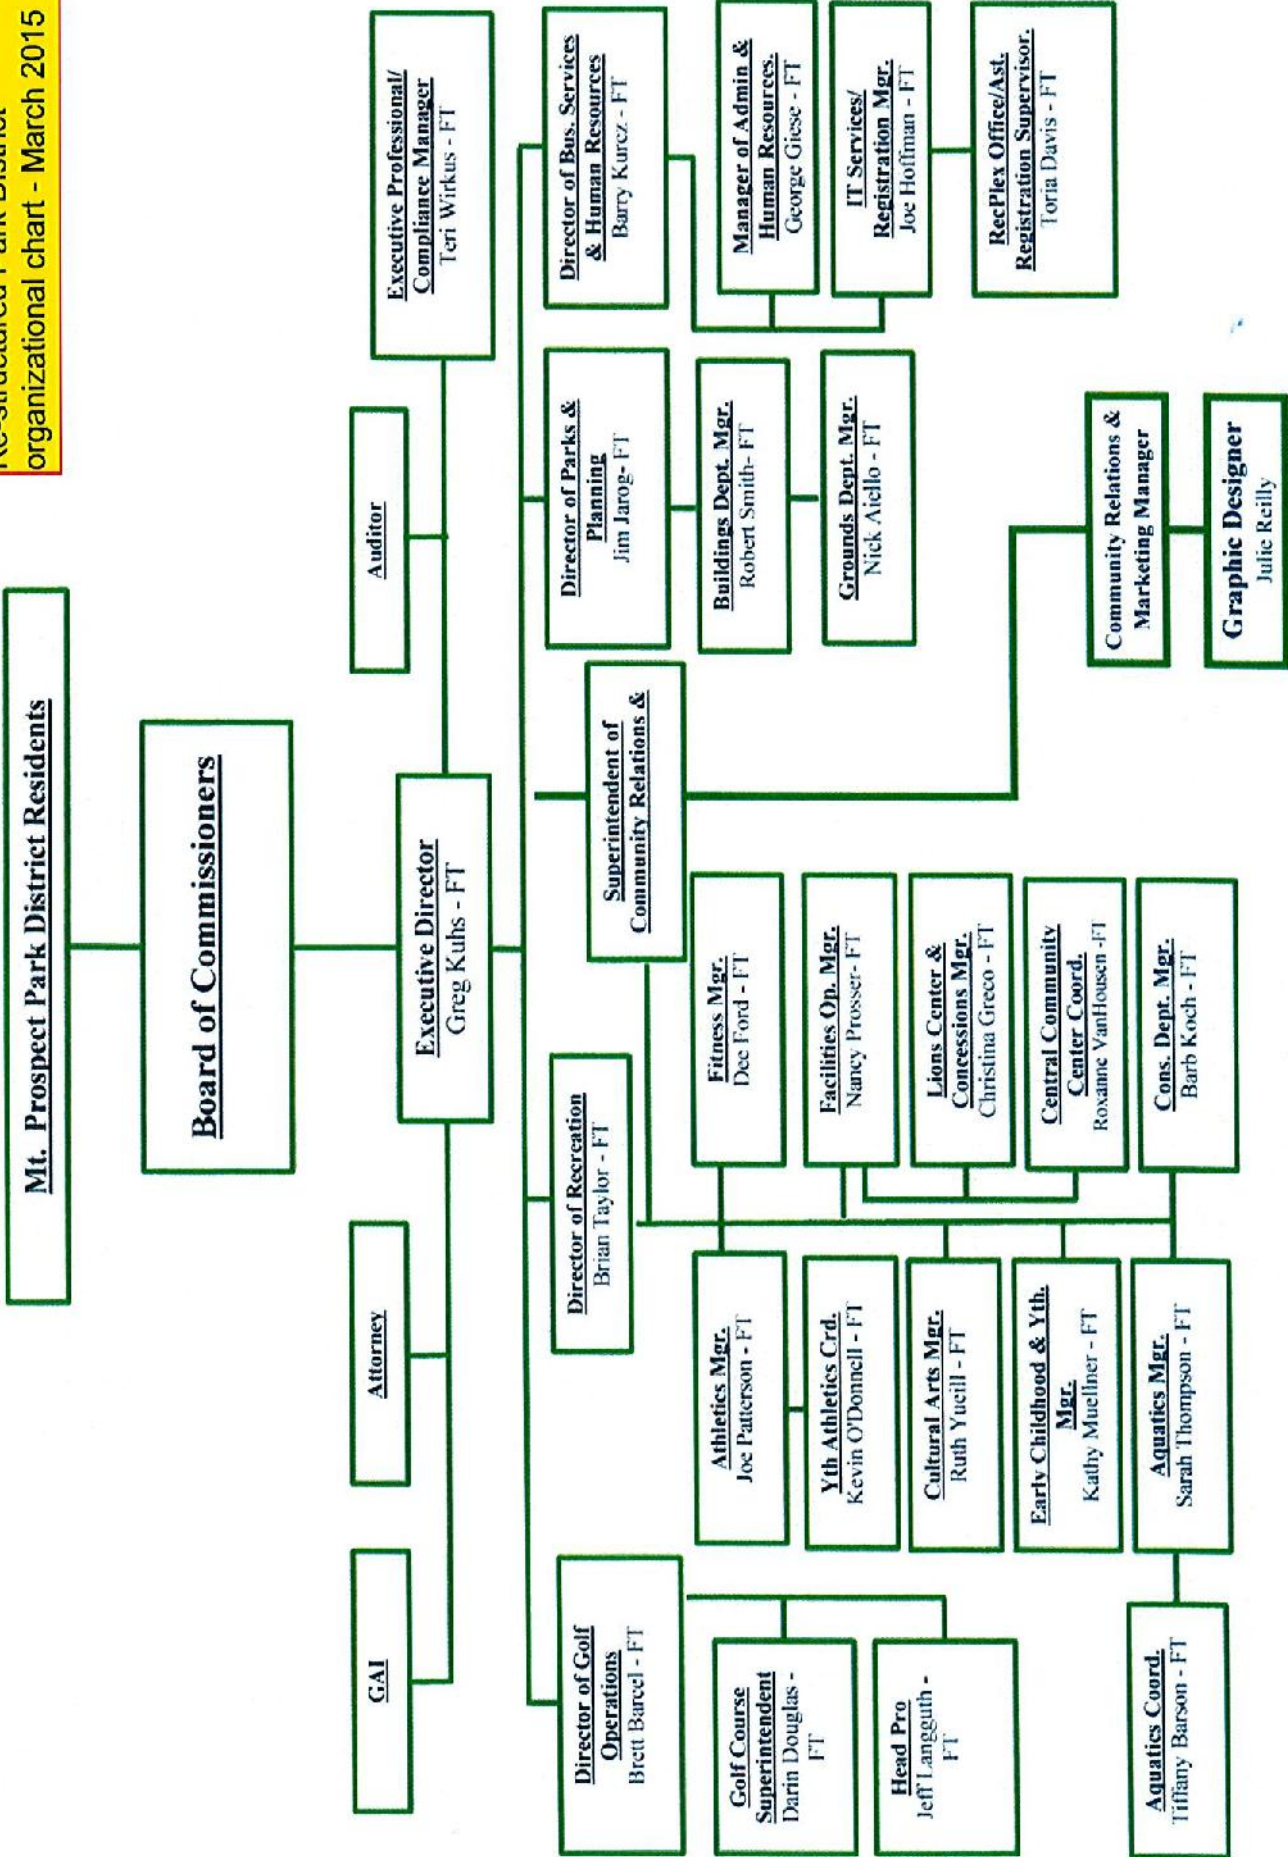 Re-structured Park District
organizational chart - March 2015
Mt. Prospect Park District Residents
Board of Commissioners
GAI
Attorney
Executive Director
Greg Kuhs - FT
Auditor
Executive Professional/
Compliance Manager
Teri Wirkus - FT
Director of Golf
Operations
Brett Barcel - FT
Director of Recreation
Brian Taylor - FT
Superintendent of
Community Relations &
Director of Parks &
Planning
Jim Jarog- FT
Director of Bus. Services
& Human Resources
Barry Kurcz - FT
Golf Course
Superintendent
Darin Douglas -
FT
Head Pro
Jeff Langguth -
FT
Athletics Mgr.
Joe Patterson - FT
Yth Athletics Crd.
Kevin O'Donnell - FT
Cultural Arts Mgr.
Ruth Yueill - FT
Early Childhood & Yth.
Mgr.
Kathy Muellner - FT
Aquatics Mgr.
Sarah Thompson - FT
Aquatics Coord.
Tiffany Barson - FT
Fitness Mgr.
Dee Ford - FT
Facilities Op. Mgr.
Nancy Prosser- FT
Lions Center &
Concessions Mgr.
Christina Greco - FT
Central Community
Center Coord.
Roxanne VanHousen -FT
Cons. Dept. Mgr.
Barb Koch - FT
Buildings Dept. Mgr.
Robert Smith- FT
Grounds Dept. Mgr.
Nick Aiello - FT
Community Relations &
Marketing Manager
Graphic Designer
Julie Reilly
Manager of Admin &
Human Resources.
George Giese - FT
IT Services/
Registration Mgr.
Joe Hoffman - FT
RecPlex Office/Ast.
Registration Supervisor.
Toria Davis - FT